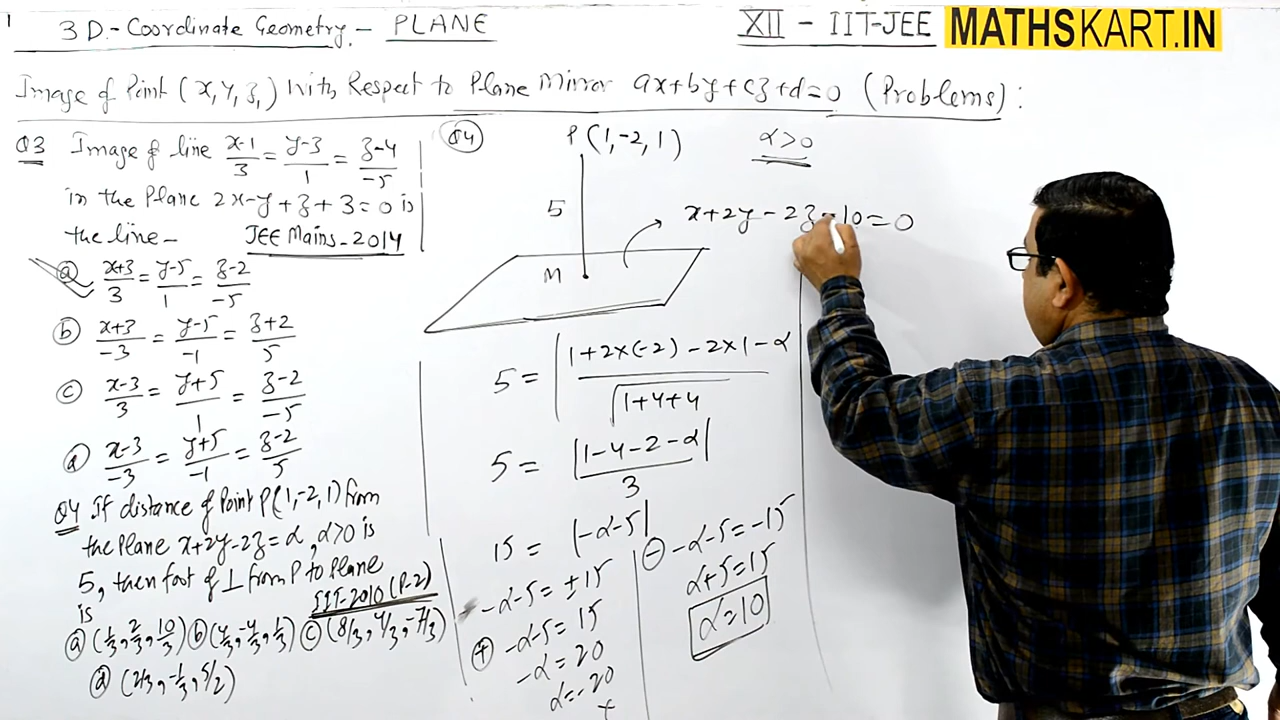 1
3D.-Coordinate Geometry.- PLANE
XII - IIT-JEE
MATHSKART.IN
Image of Point (x,y,z,) With Respect to Plane Mirror ax+by+cz+d=0 (Problems):
Q3 Image of line (x-1)/3 = (y-3)/1 = (z-4)/-5
in the Plane 2x-y+z+3=0 is
the line- JEE Mains-2014
(a) (x+3)/3 = (y-5)/1 = (z-2)/-5
(b) (x+3)/-3 = (y-5)/-1 = (z+2)/5
(c) (x-3)/3 = (y+5)/1 = (z-2)/-5
(d) (x-3)/-3 = (y+5)/-1 = (z-2)/5
Q4 If distance of Point P(1,-2,1) from
the Plane x+2y-2z=α, α>0 is
5, then foot of ⊥ from P to Plane
is IIT-2010 (P-2)
(a) (1/3, 2/3, 10/3) (b) (4/3, -4/3, 1/3) (c) (8/3, 4/3, -7/3)
(d) (2/3, -1/3, 5/2)
Q4
P(1,-2,1)
α>0
5
M
x+2y-2z-10=0
5 = |(1+2x(-2)-2x1-α)/√(1+4+4)|
5 = |1-4-2-α|/3
15 = |-α-5|
-α-5 = ±15
(+) -α-5 = 15
-α = 20
α = -20
x
(-) -α-5 = -15
α+5 = 15
α=10